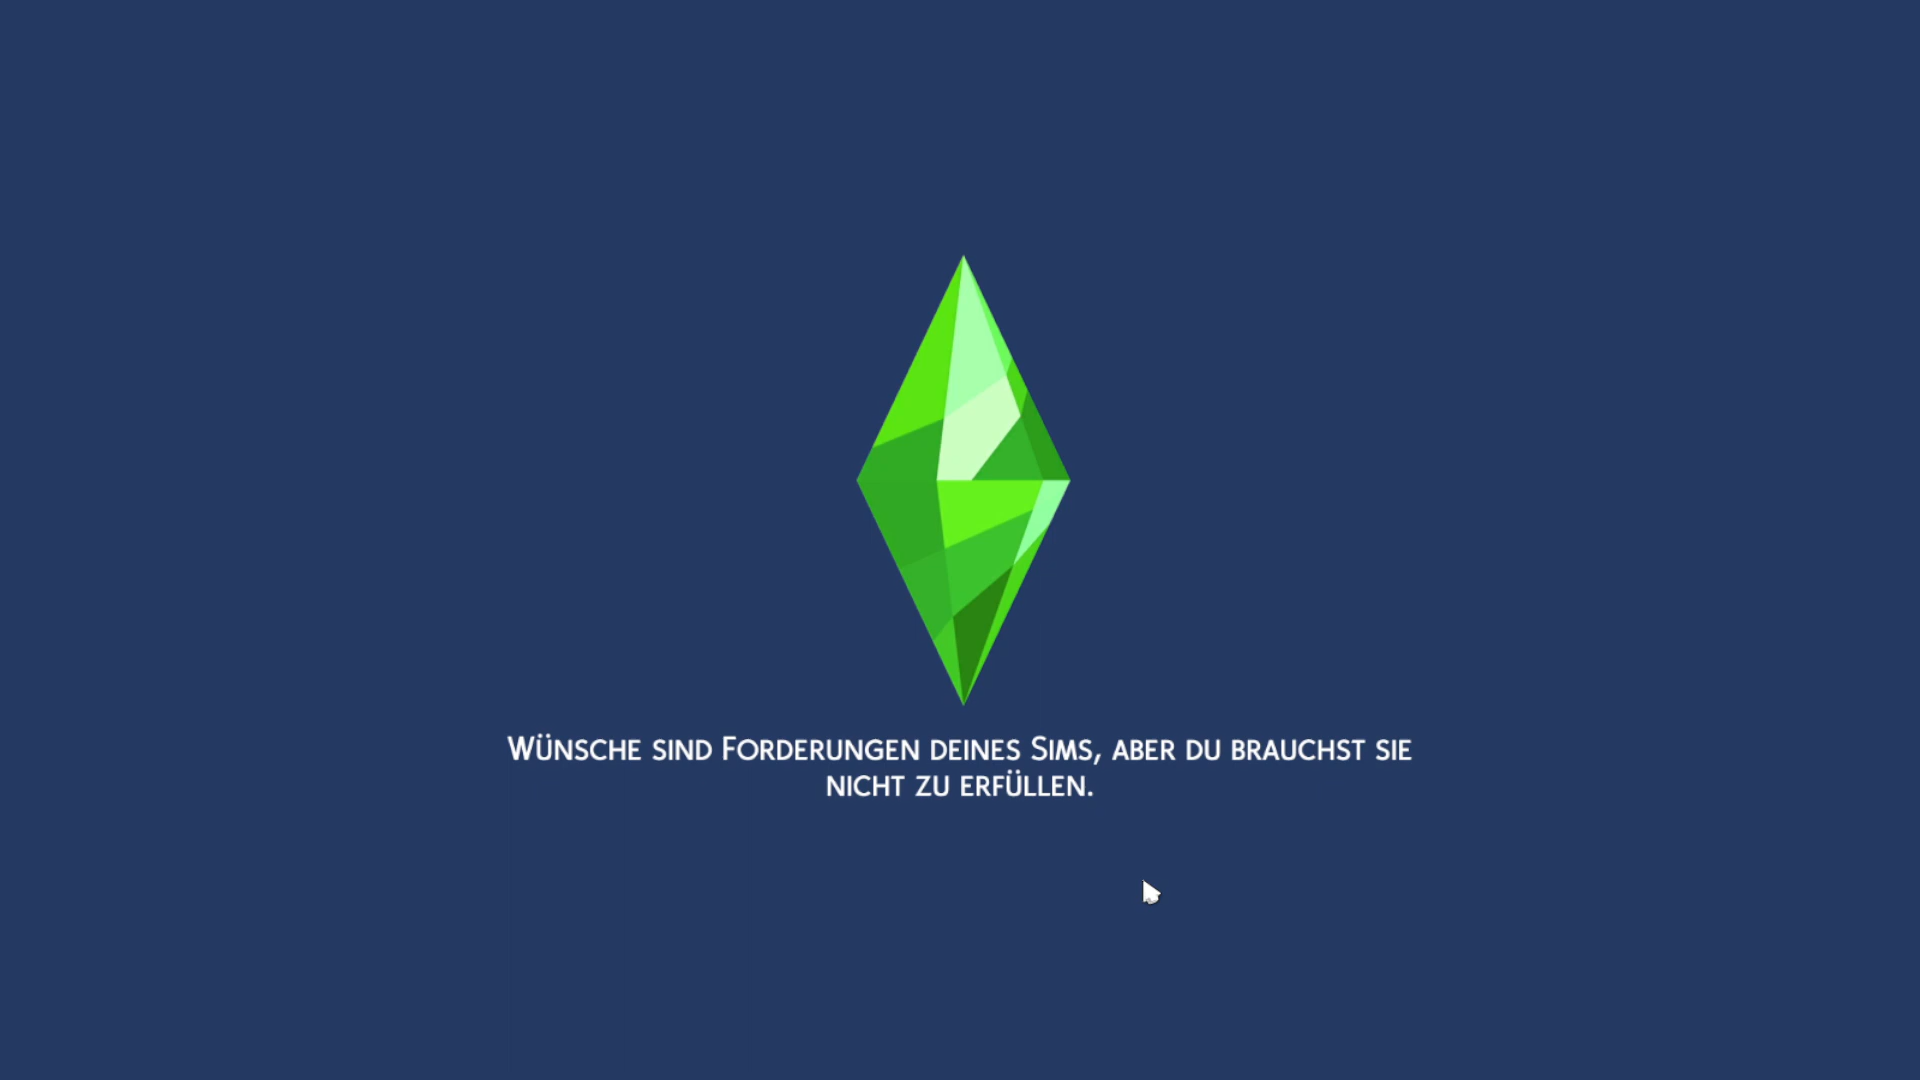 Wünsche sind Forderungen deines Sims, aber du brauchst sie
nicht zu erfüllen.